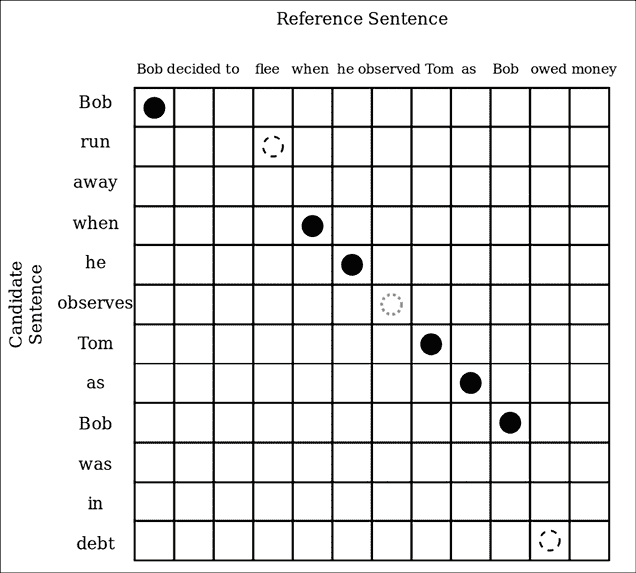 Reference Sentence
Bob decided to flee when he observed Tom as Bob owed money
Bob
run
away
when
he
observes
Tom
as
Bob
was
in
debt
Candidate
Sentence